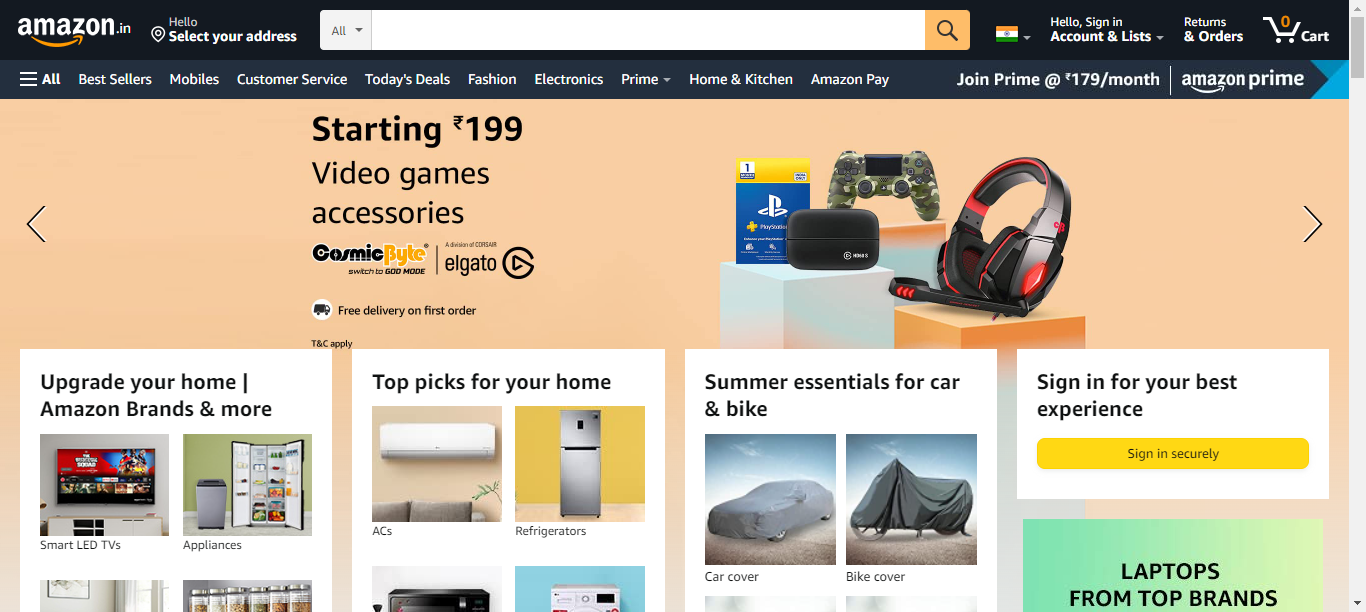 amazon.in
Hello
Select your address
All
Hello, Sign in
Account & Lists
Returns
& Orders
0
Cart
All
Best Sellers
Mobiles
Customer Service
Today's Deals
Fashion
Electronics
Prime
Home & Kitchen
Amazon Pay
Join Prime @ ₹179/month
amazon prime
Starting ₹199
Video games
accessories
CosmicByte®
switch to GOD MODE
A division of CORSAIR
elgato
Free delivery on first order
T&C apply
1
PlayStation
HD60 S
Upgrade your home |
Amazon Brands & more
Smart LED TVs
Appliances
Top picks for your home
ACs
Refrigerators
Summer essentials for car
& bike
Car cover
Bike cover
Sign in for your best
experience
Sign in securely
LAPTOPS
FROM TOP BRANDS